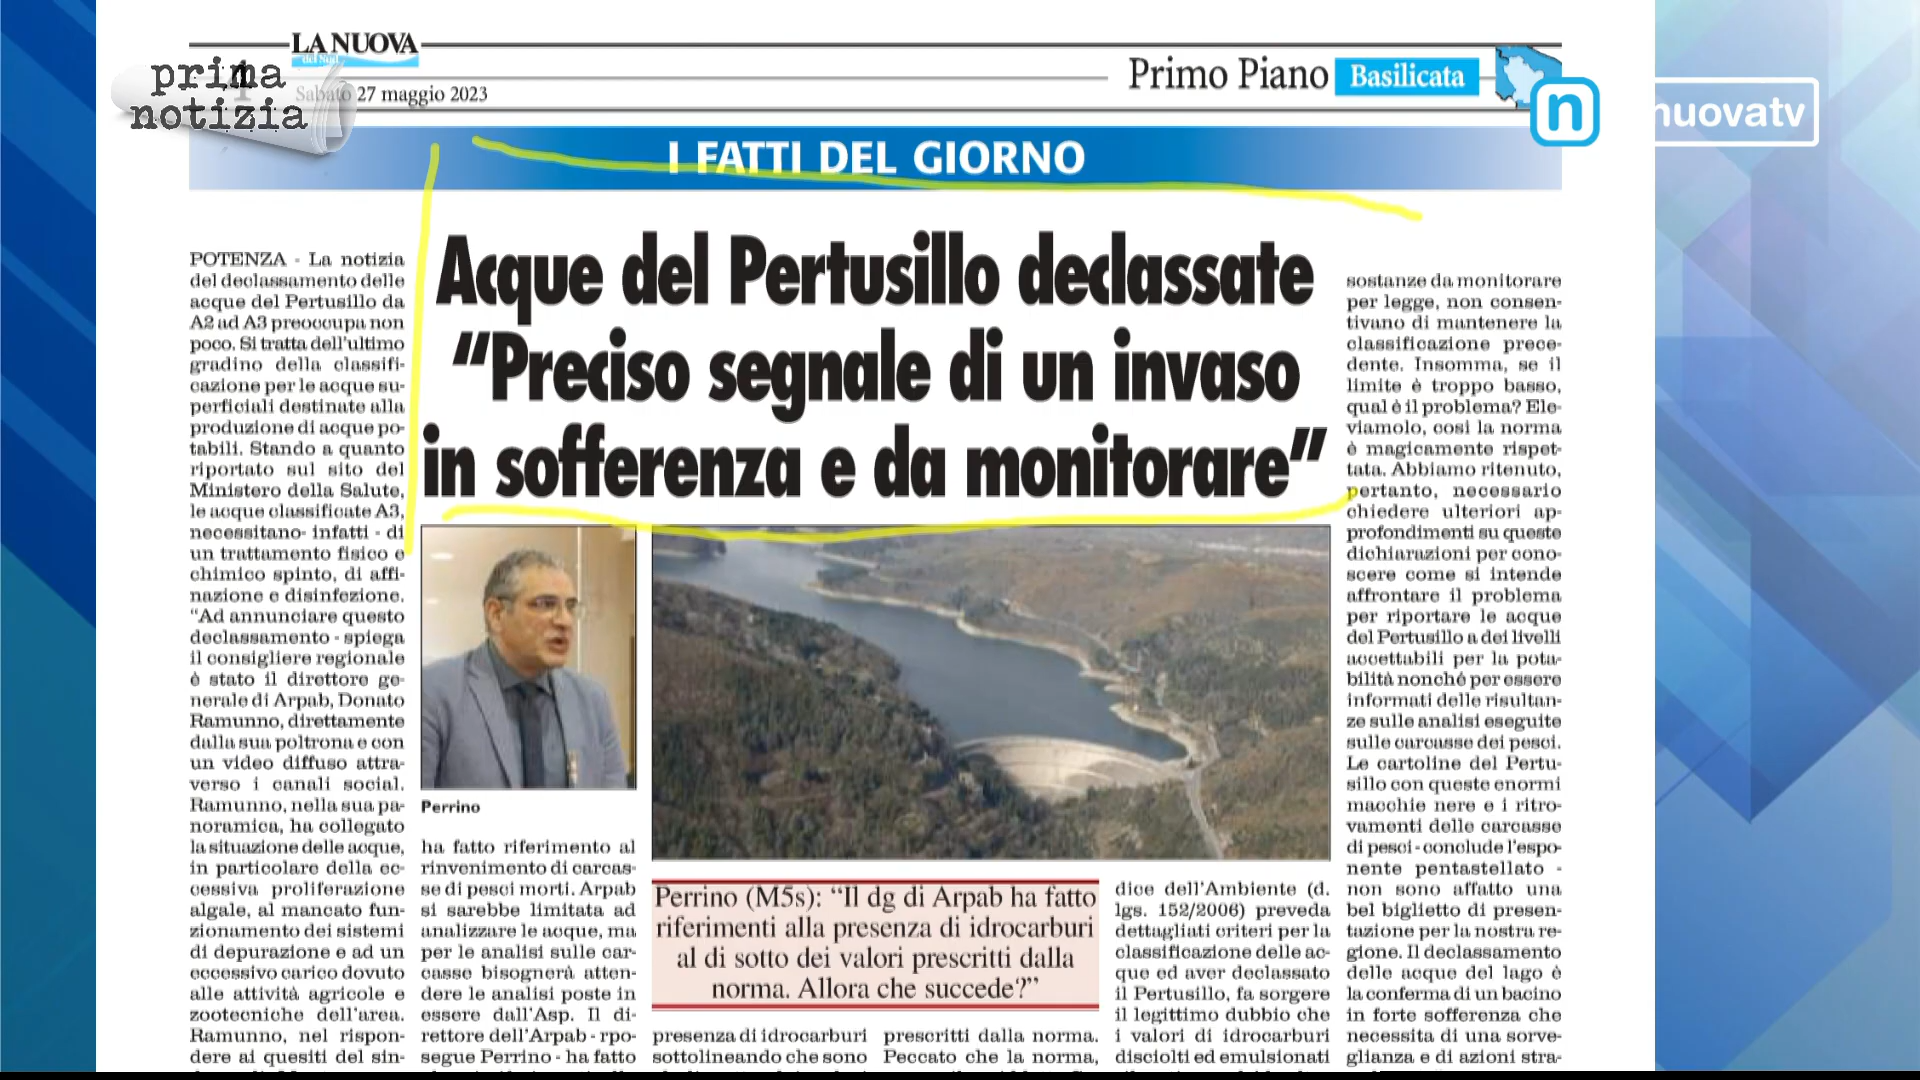 LA NUOVA
del Sud
prima
notizia
Sabato 27 maggio 2023
Primo Piano Basilicata
n
nuovatv
I FATTI DEL GIORNO
Acque del Pertusillo declassate
“Preciso segnale di un invaso
in sofferenza e da monitorare”
POTENZA - La notizia
del declassamento delle
acque del Pertusillo da
A2 ad A3 preoccupa non
poco. Si tratta dell'ultimo
gradino della classifi-
cazione per le acque su-
perficiali destinate alla
produzione di acque po-
tabili. Stando a quanto
riportato sul sito del
Ministero della Salute,
le acque classificate A3,
necessitano- infatti - di
un trattamento fisico e
chimico spinto, di affi-
nazione e disinfezione.
“Ad annunciare questo
declassamento - spiega
il consigliere regionale
è stato il direttore ge-
nerale di Arpab, Donato
Ramunno, direttamente
dalla sua poltrona e con
un video diffuso attra-
verso i canali social.
Ramunno, nella sua pa-
noramica, ha collegato
la situazione delle acque,
in particolare della ec-
cessiva proliferazione
algale, al mancato fun-
zionamento dei sistemi
di depurazione e ad un
eccessivo carico dovuto
alle attività agricole e
zootecniche dell'area.
Ramunno, nel rispon-
dere ai quesiti del sin-
Perrino
ha fatto riferimento al
rinvenimento di carcas-
se di pesci morti. Arpab
si sarebbe limitata ad
analizzare le acque, ma
per le analisi sulle car-
casse bisognerà atten-
dere le analisi poste in
essere dall'Asp. Il di-
rettore dell'Arpab - rpo-
segue Perrino - ha fatto
Perrino (M5s): “Il dg di Arpab ha fatto
riferimenti alla presenza di idrocarburi
al di sotto dei valori prescritti dalla
norma. Allora che succede?”
presenza di idrocarburi
sottolineando che sono
prescritti dalla norma.
Peccato che la norma,
dice dell'Ambiente (d.
lgs. 152/2006) preveda
dettagliati criteri per la
classificazione delle ac-
que ed aver declassato
il Pertusillo, fa sorgere
il legittimo dubbio che
i valori di idrocarburi
disciolti ed emulsionati
sostanze da monitorare
per legge, non consen-
tivano di mantenere la
classificazione prece-
dente. Insomma, se il
limite è troppo basso,
qual è il problema? Ele-
viamolo, così la norma
è magicamente rispet-
tata. Abbiamo ritenuto,
pertanto, necessario
chiedere ulteriori ap-
profondimenti su queste
dichiarazioni per cono-
scere come si intende
affrontare il problema
per riportare le acque
del Pertusillo a dei livelli
accettabili per la pota-
bilità nonché per essere
informati delle risultan-
ze sulle analisi eseguite
sulle carcasse dei pesci.
Le cartoline del Pertu-
sillo con queste enormi
macchie nere e i ritro-
vamenti delle carcasse
di pesci - conclude l'espo-
nente pentastellato -
non sono affatto una
bel biglietto di presen-
tazione per la nostra re-
gione. Il declassamento
delle acque del lago è
la conferma di un bacino
in forte sofferenza che
necessita di una sorve-
glianza e di azioni stra-